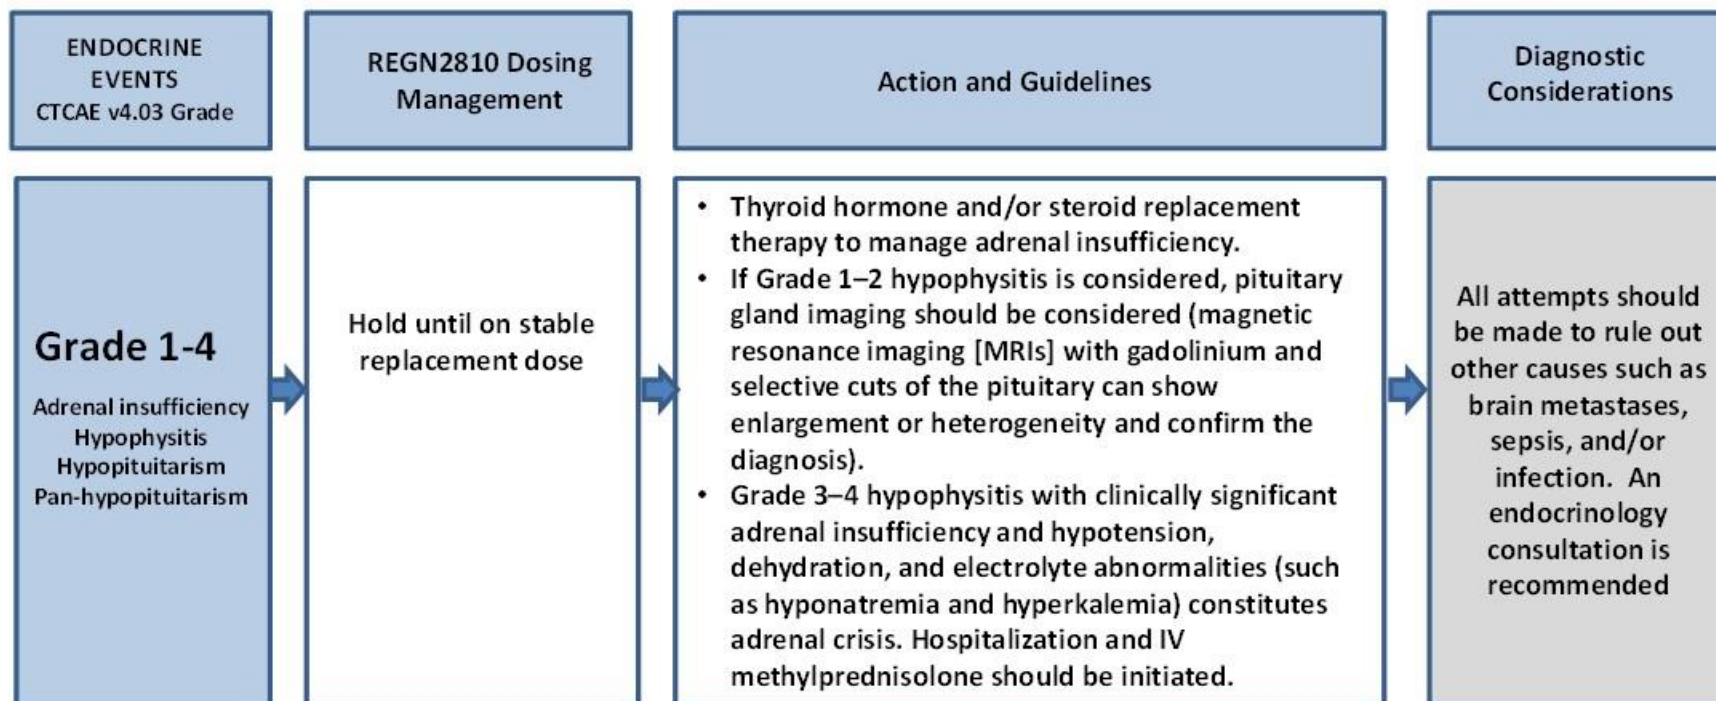 ENDOCRINE
EVENTS
CTCAE v4.03 Grade
REGN2810 Dosing
Management
Action and Guidelines
Diagnostic
Considerations
Grade 1-4
Adrenal insufficiency
Hypophysitis
Hypopituitarism
Pan-hypopituitarism
Hold until on stable
replacement dose
• Thyroid hormone and/or steroid replacement
therapy to manage adrenal insufficiency.
• If Grade 1–2 hypophysitis is considered, pituitary
gland imaging should be considered (magnetic
resonance imaging [MRIs] with gadolinium and
selective cuts of the pituitary can show
enlargement or heterogeneity and confirm the
diagnosis).
• Grade 3–4 hypophysitis with clinically significant
adrenal insufficiency and hypotension,
dehydration, and electrolyte abnormalities (such
as hyponatremia and hyperkalemia) constitutes
adrenal crisis. Hospitalization and IV
methylprednisolone should be initiated.
All attempts should
be made to rule out
other causes such as
brain metastases,
sepsis, and/or
infection. An
endocrinology
consultation is
recommended